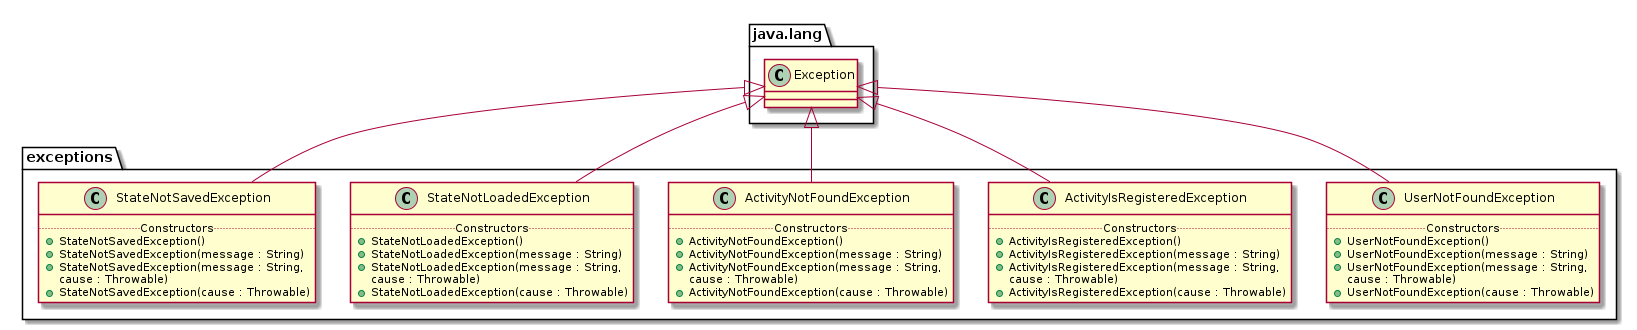 java.lang
C Exception
exceptions
C StateNotSavedException
Constructors
StateNotSavedException()
StateNotSavedException(message : String)
StateNotSavedException(message : String,
cause : Throwable)
StateNotSavedException(cause : Throwable)
C StateNotLoadedException
Constructors
StateNotLoadedException()
StateNotLoadedException(message : String)
StateNotLoadedException(message : String,
cause : Throwable)
StateNotLoadedException(cause : Throwable)
C ActivityNotFoundException
Constructors
ActivityNotFoundException()
ActivityNotFoundException(message : String)
ActivityNotFoundException(message : String,
cause : Throwable)
ActivityNotFoundException(cause : Throwable)
C ActivityIsRegisteredException
Constructors
ActivityIsRegisteredException()
ActivityIsRegisteredException(message : String)
ActivityIsRegisteredException(message : String,
cause : Throwable)
ActivityIsRegisteredException(cause : Throwable)
C UserNotFoundException
Constructors
UserNotFoundException()
UserNotFoundException(message : String)
UserNotFoundException(message : String,
cause : Throwable)
UserNotFoundException(cause : Throwable)